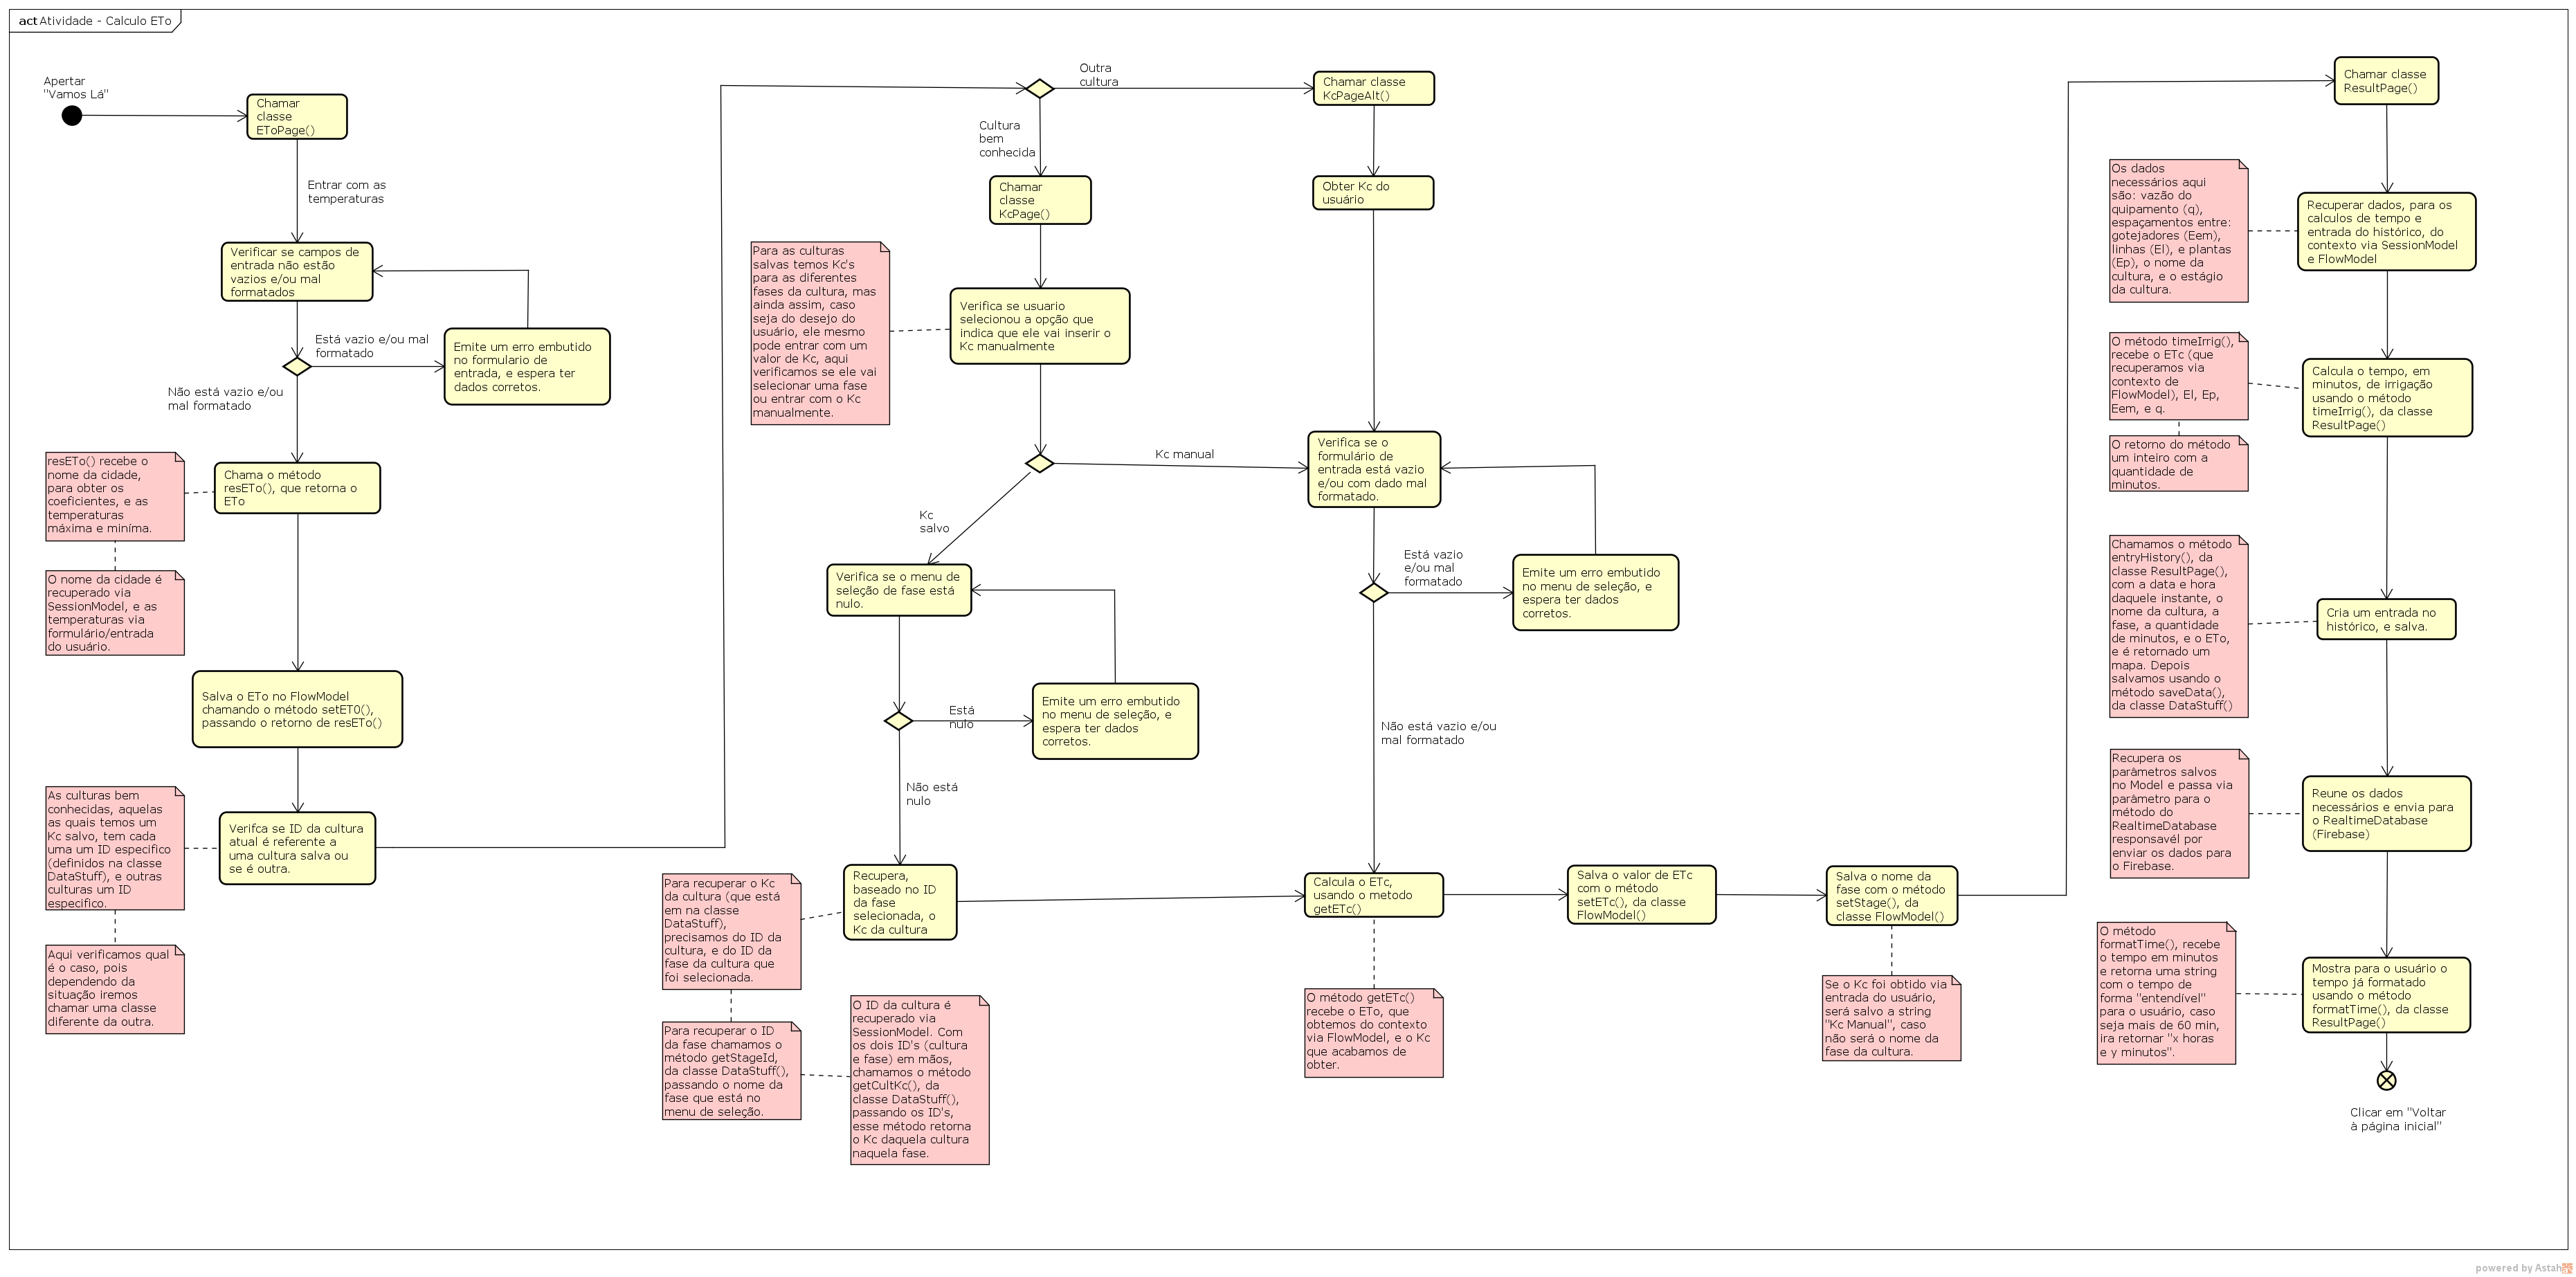 act Atividade - Calculo ETo
Apertar
"Vamos Lá"
Chamar
classe
EToPage()
Entrar com as
temperaturas
Verificar se campos de
entrada não estão
vazios e/ou mal
formatados
Está vazio e/ou mal
formatado
Emite um erro embutido
no formulario de
entrada, e espera ter
dados corretos.
Não está vazio e/ou
mal formatado
Chama o método
resETo(), que retorna o
ETo
resETo() recebe o
nome da cidade,
para obter os
coeficientes, e as
temperaturas
máxima e miníma.
O nome da cidade é
recuperado via
SessionModel, e as
temperaturas via
formulário/entrada
do usuário.
Salva o ETo no FlowModel
chamando o método setET0(),
passando o retorno de resETo()
As culturas bem
conhecidas, aquelas
as quais temos um
Kc salvo, tem cada
uma um ID especifico
(definidos na classe
DataStuff), e outras
culturas um ID
especifico.
Verifca se ID da cultura
atual é referente a
uma cultura salva ou
se é outra.
Aqui verificamos qual
é o caso, pois
dependendo da
situação iremos
chamar uma classe
diferente da outra.
Outra
cultura
Cultura
bem
conhecida
Chamar
classe
KcPage()
Para as culturas
salvas temos Kc's
para as diferentes
fases da cultura, mas
ainda assim, caso
seja do desejo do
usuário, ele mesmo
pode entrar com um
valor de Kc, aqui
verificamos se ele vai
selecionar uma fase
ou entrar com o Kc
manualmente.
Verifica se usuario
selecionou a opção que
indica que ele vai inserir o
Kc manualmente
Kc manual
Kc
salvo
Verifica se o menu de
seleção de fase está
nulo.
Está
nulo
Emite um erro embutido
no menu de seleção, e
espera ter dados
corretos.
Não está
nulo
Recupera,
baseado no ID
da fase
selecionada, o
Kc da cultura
Para recuperar o Kc
da cultura (que está
em na classe
DataStuff),
precisamos do ID da
cultura, e do ID da
fase da cultura que
foi selecionada.
Para recuperar o ID
da fase chamamos o
método getStageId,
da classe DataStuff(),
passando o nome da
fase que está no
menu de seleção.
O ID da cultura é
recuperado via
SessionModel. Com
os dois ID's (cultura
e fase) em mãos,
chamamos o método
getCultKc(), da
classe DataStuff(),
passando os ID's,
esse método retorna
o Kc daquela cultura
naquela fase.
Chamar classe
KcPageAlt()
Obter Kc do
usuário
Verifica se o
formulário de
entrada está vazio
e/ou com dado mal
formatado.
Está vazio
e/ou mal
formatado
Emite um erro embutido
no menu de seleção, e
espera ter dados
corretos.
Não está vazio e/ou
mal formatado
Calcula o ETc,
usando o metodo
getETc()
O método getETc()
recebe o ETo, que
obtemos do contexto
via FlowModel, e o Kc
que acabamos de
obter.
Salva o valor de ETc
com o método
setETc(), da classe
FlowModel()
Salva o nome da
fase com o método
setStage(), da
classe FlowModel()
Se o Kc foi obtido via
entrada do usuário,
será salvo a string
"Kc Manual", caso
não será o nome da
fase da cultura.
Chamar classe
ResultPage()
Os dados
necessários aqui
são: vazão do
quipamento (q),
espaçamentos entre:
gotejadores (Eem),
linhas (El), e plantas
(Ep), o nome da
cultura, e o estágio
da cultura.
Recuperar dados, para os
calculos de tempo e
entrada do histórico, do
contexto via SessionModel
e FlowModel
O método timeIrrig(),
recebe o ETc (que
recuperamos via
contexto de
FlowModel), El, Ep,
Eem, e q.
Calcula o tempo, em
minutos, de irrigação
usando o método
timeIrrig(), da classe
ResultPage()
O retorno do método
um inteiro com a
quantidade de
minutos.
Chamamos o método
entryHistory(), da
classe ResultPage(),
com a data e hora
daquele instante, o
nome da cultura, a
fase, a quantidade
de minutos, e o ETo,
e é retornado um
mapa. Depois
salvamos usando o
método saveData(),
da classe DataStuff()
Cria um entrada no
histórico, e salva.
Recupera os
parâmetros salvos
no Model e passa via
parâmetro para o
método do
RealtimeDatabase
responsavél por
enviar os dados para
o Firebase.
Reune os dados
necessários e envia para
o RealtimeDatabase
(Firebase)
O método
formatTime(), recebe
o tempo em minutos
e retorna uma string
com o tempo de
forma "entendível"
para o usuário, caso
seja mais de 60 min,
ira retornar "x horas
e y minutos".
Mostra para o usuário o
tempo já formatado
usando o método
formatTime(), da classe
ResultPage()
Clicar em "Voltar
à página inicial"
powered by Astah